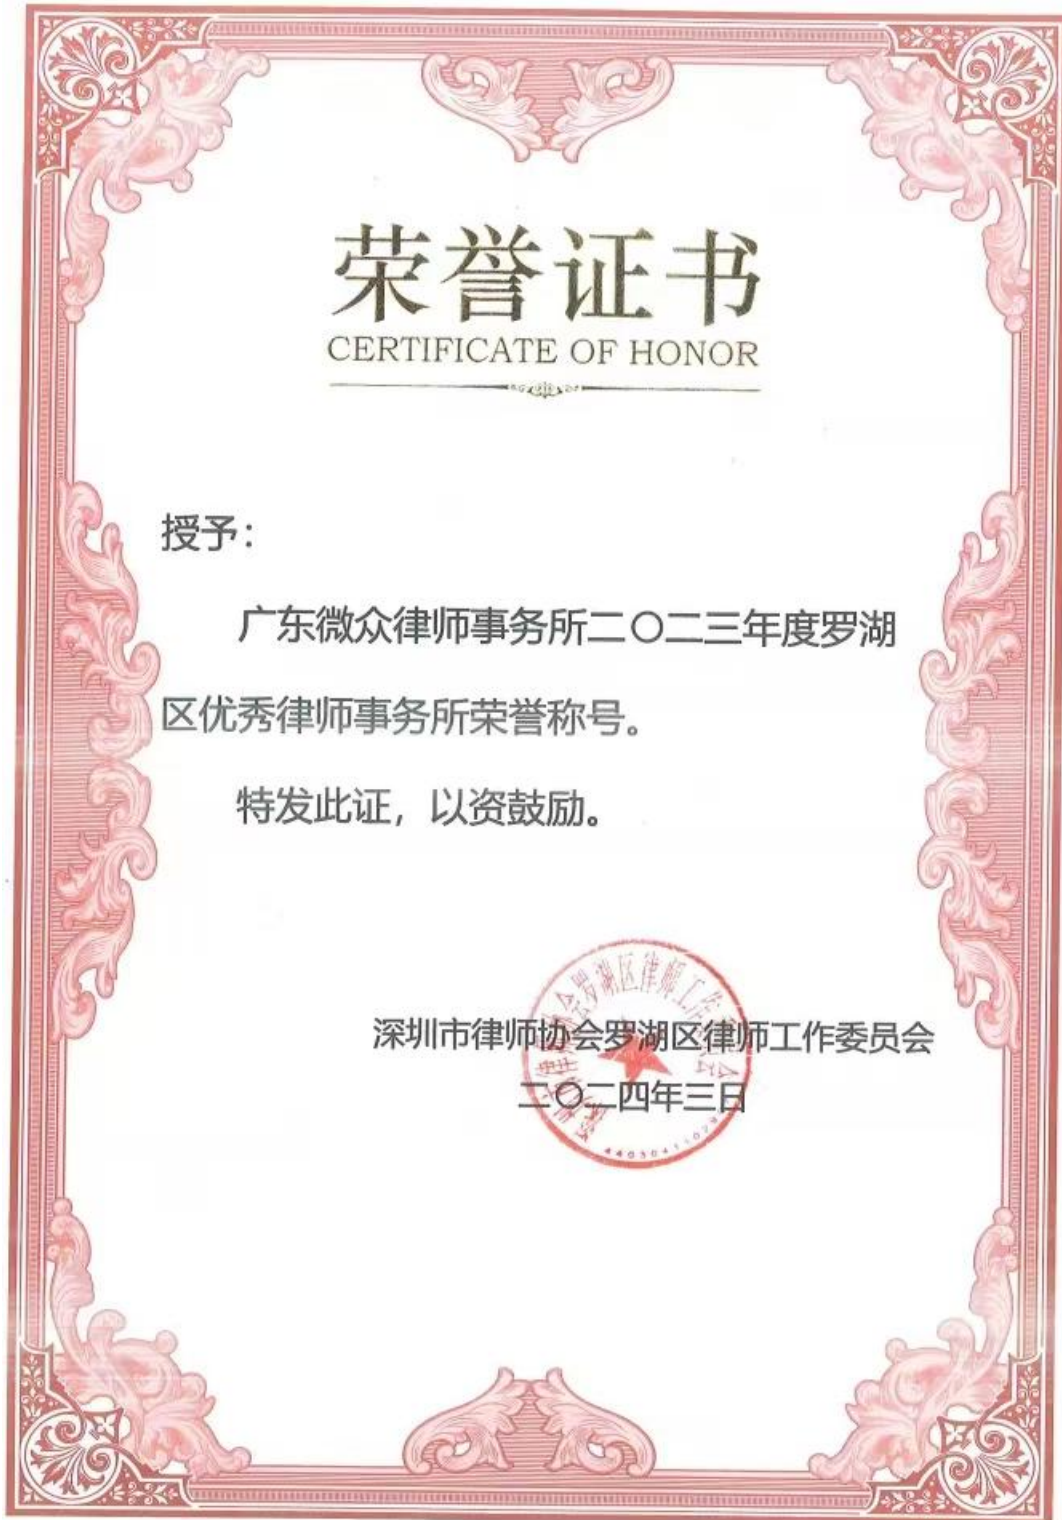 荣誉证书
CERTIFICATE OF HONOR
授予：
广东微众律师事务所二〇二三年度罗湖
区优秀律师事务所荣誉称号。
特发此证，以资鼓励。
深圳市律师协会罗湖区律师工作委员会
二〇二四年三日